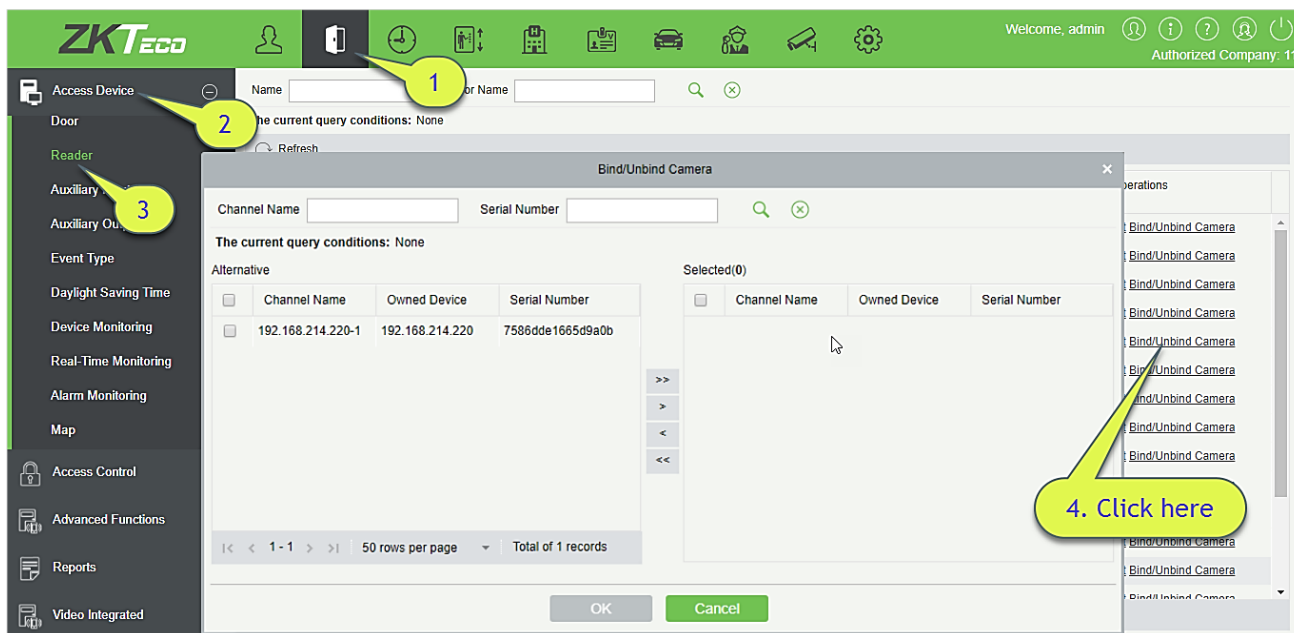 ZKTECO
Welcome, admin
Authorized Company: 11
1
Access Device
2
Name
or Name
The current query conditions: None
Refresh
Door
Reader
3
Auxiliary
Auxiliary Ou
Event Type
Daylight Saving Time
Device Monitoring
Real-Time Monitoring
Alarm Monitoring
Map
Access Control
Advanced Functions
Reports
Video Integrated
Bind/Unbind Camera
Channel Name
Serial Number
The current query conditions: None
Alternative
Channel Name Owned Device Serial Number
192.168.214.220-1 192.168.214.220 7586dde1665d9a0b
>>
>
<
<<
Selected(0)
Channel Name Owned Device Serial Number
|< < 1 - 1 > >| 50 rows per page Total of 1 records
OK Cancel
perations
Bind/Unbind Camera
Bind/Unbind Camera
Bind/Unbind Camera
Bind/Unbind Camera
Bind/Unbind Camera
Bind/Unbind Camera
Bind/Unbind Camera
Bind/Unbind Camera
Bind/Unbind Camera
4. Click here
Bind/Unbind Camera
Bind/Unbind Camera
Bind/Unbind Camera